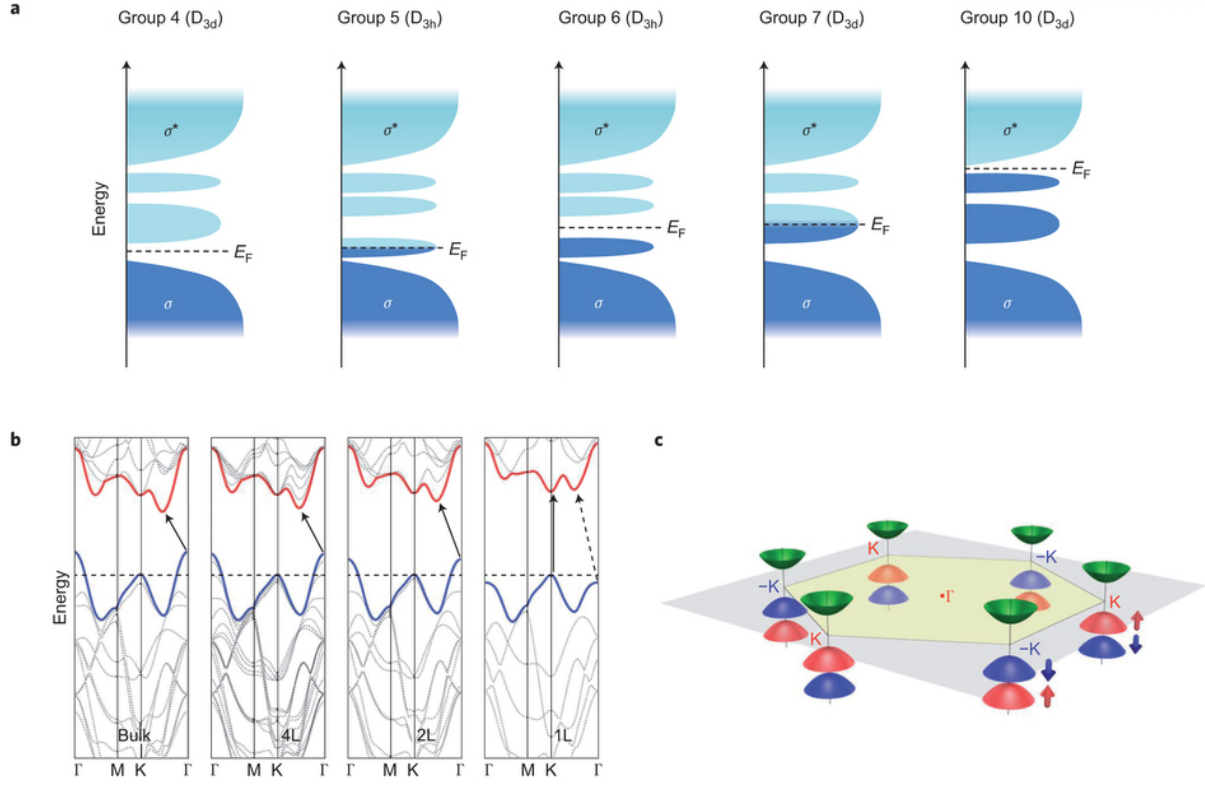 a
Group 4 (D3d)
Group 5 (D3h)
Group 6 (D3h)
Group 7 (D3d)
Group 10 (D3d)
Energy
σ*
EF
σ
σ*
EF
σ
σ*
EF
σ
σ*
EF
σ
σ*
EF
σ
b
Energy
Bulk
Γ M K Γ
4L
Γ M K Γ
2L
Γ M K Γ
1L
Γ M K Γ
c
K
−K
−K
Γ
K
K
−K